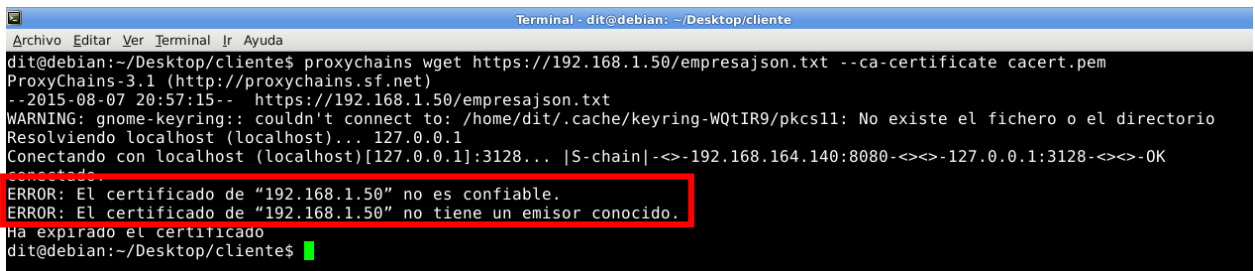 Terminal - dit@debian: ~/Desktop/cliente
Archivo Editar Ver Terminal Ir Ayuda
dit@debian:~/Desktop/cliente$ proxychains wget https://192.168.1.50/empresajson.txt --ca-certificate cacert.pem
ProxyChains-3.1 (http://proxychains.sf.net)
--2015-08-07 20:57:15-- https://192.168.1.50/empresajson.txt
WARNING: gnome-keyring:: couldn't connect to: /home/dit/.cache/keyring-WQtIR9/pkcs11: No existe el fichero o el directorio
Resolviendo localhost (localhost)... 127.0.0.1
Conectando con localhost (localhost)[127.0.0.1]:3128... |S-chain|-<>-192.168.164.140:8080-<><>-127.0.0.1:3128-<><>-OK
conectado.
ERROR: El certificado de “192.168.1.50” no es confiable.
ERROR: El certificado de “192.168.1.50” no tiene un emisor conocido.
Ha expirado el certificado
dit@debian:~/Desktop/cliente$